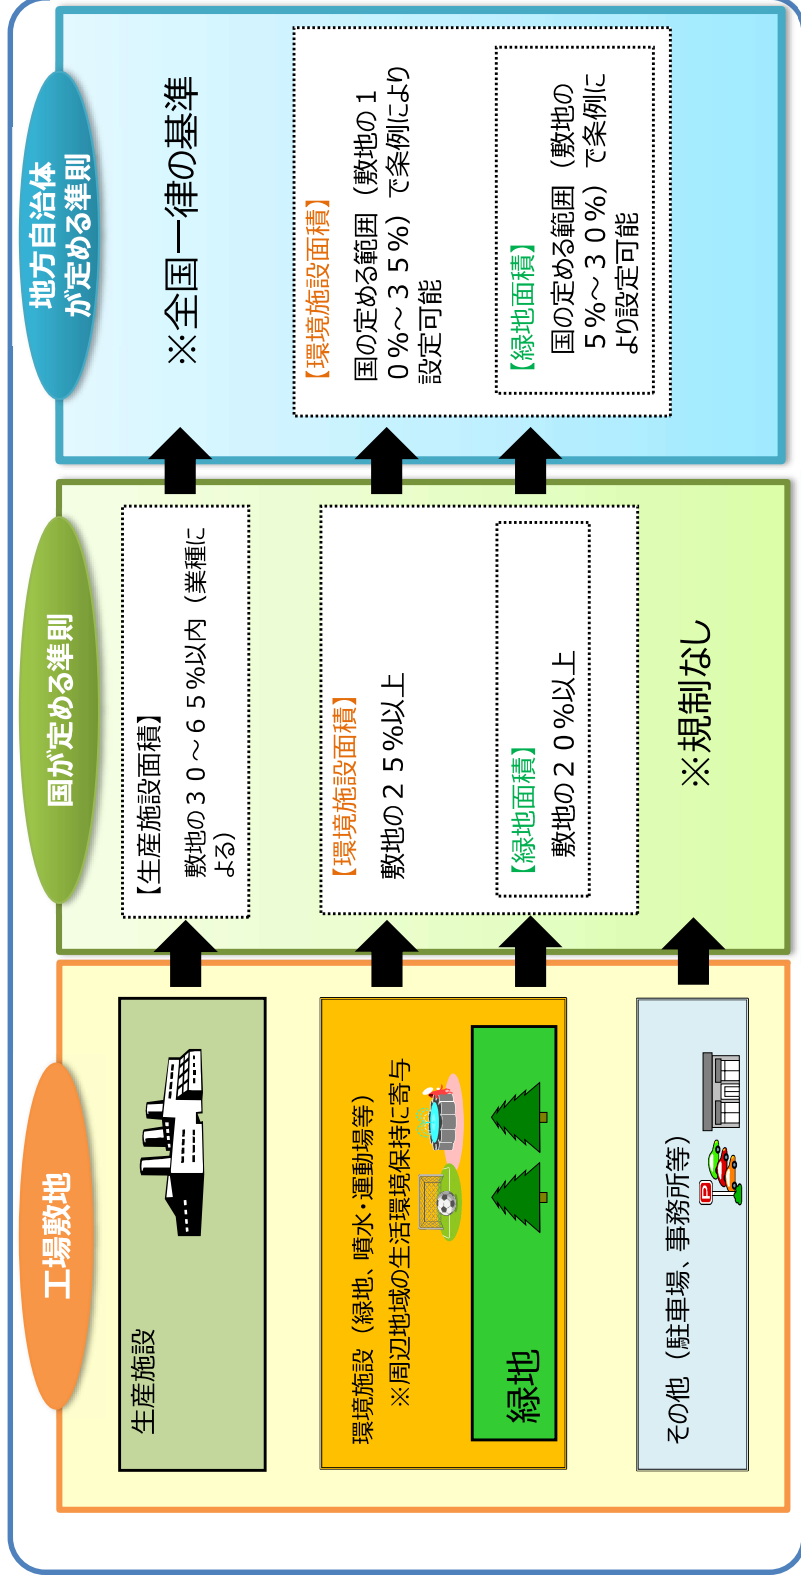 工場敷地
生産施設
環境施設（緑地、噴水・運動場等）
※周辺地域の生活環境保持に寄与
緑地
その他（駐車場、事務所等）
P
国が定める準則
【生産施設面積】
敷地の３０～６５％以内（業種に
よる）
【環境施設面積】
敷地の２５％以上
【緑地面積】
敷地の２０％以上
※規制なし
地方自治体
が定める準則
※全国一律の基準
【環境施設面積】
国の定める範囲（敷地の１
０％～３５％）で条例により
設定可能
【緑地面積】
国の定める範囲（敷地の
５％～３０％）で条例に
より設定可能